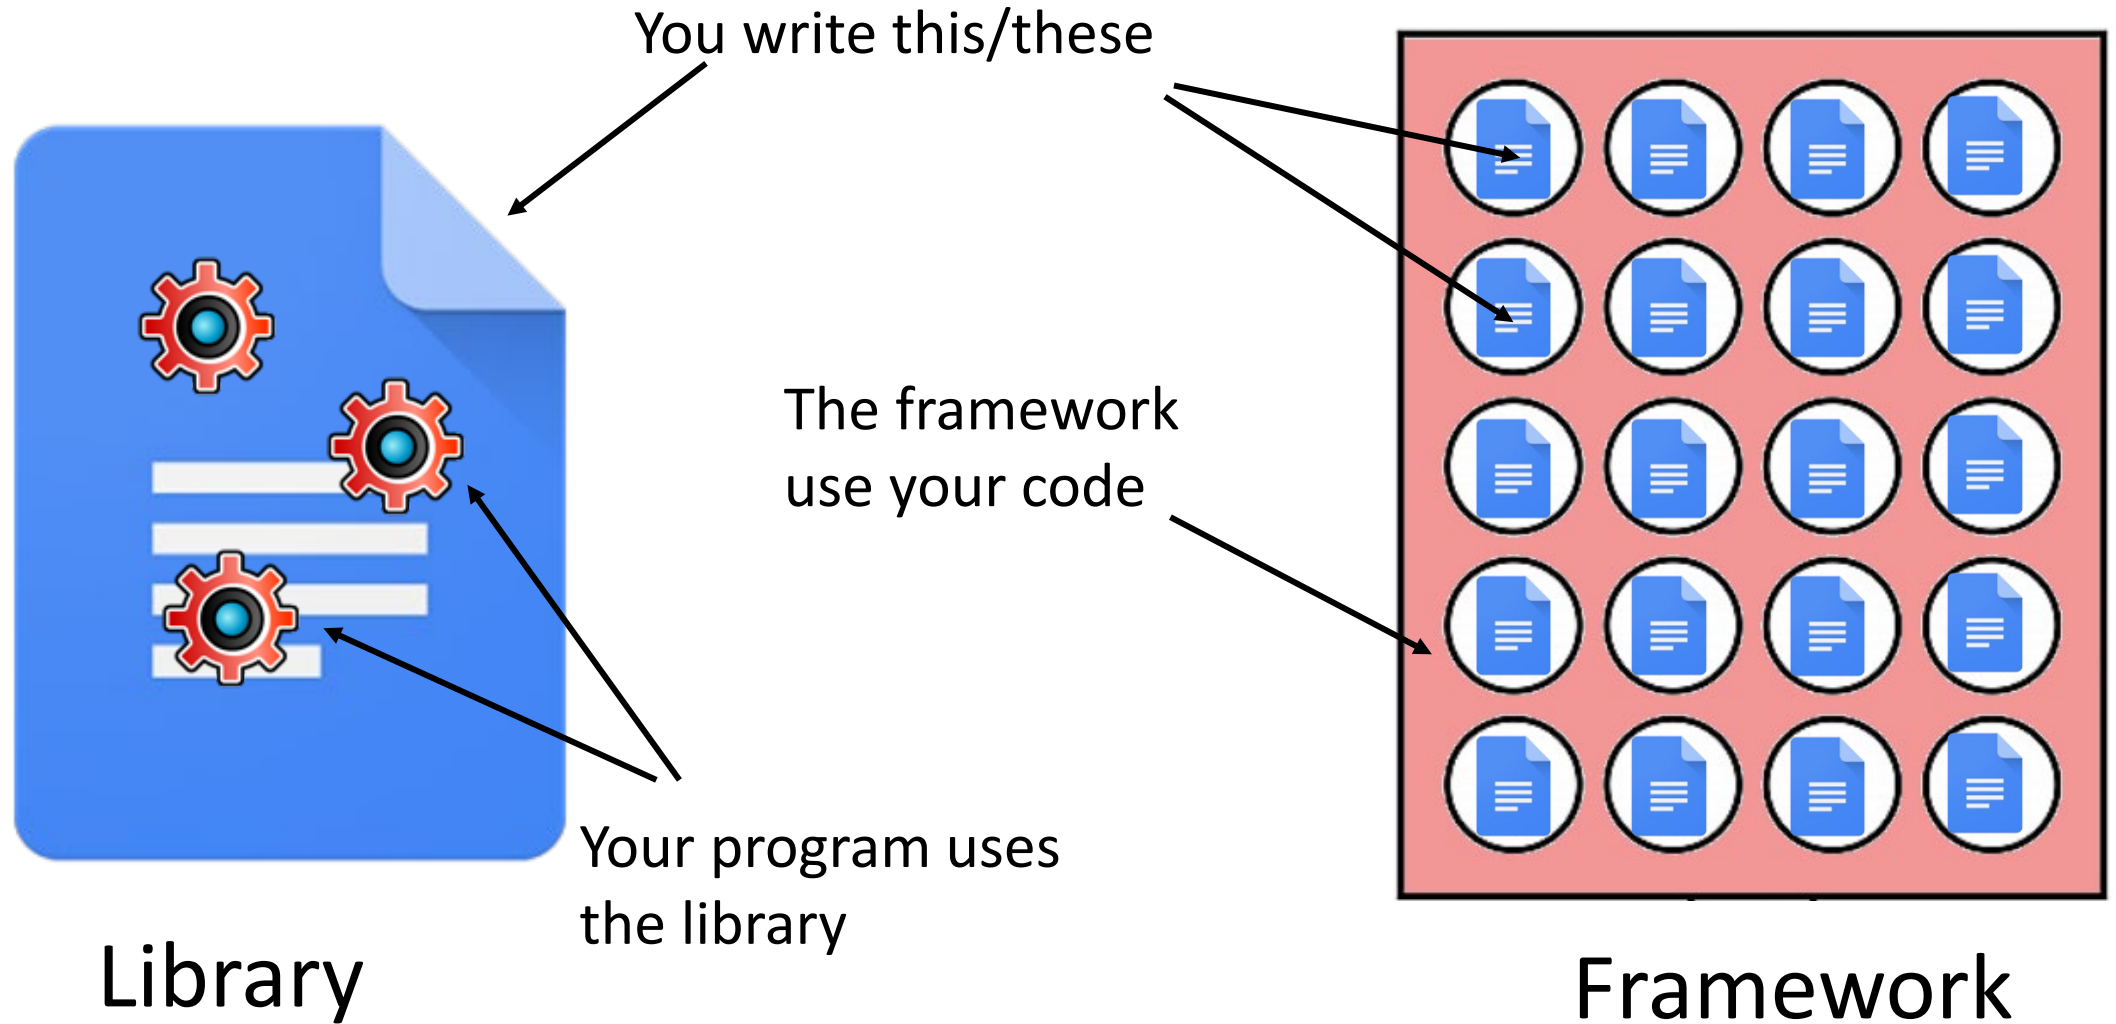 You write this/these
The framework
use your code
Your program uses
the library
Library
Framework